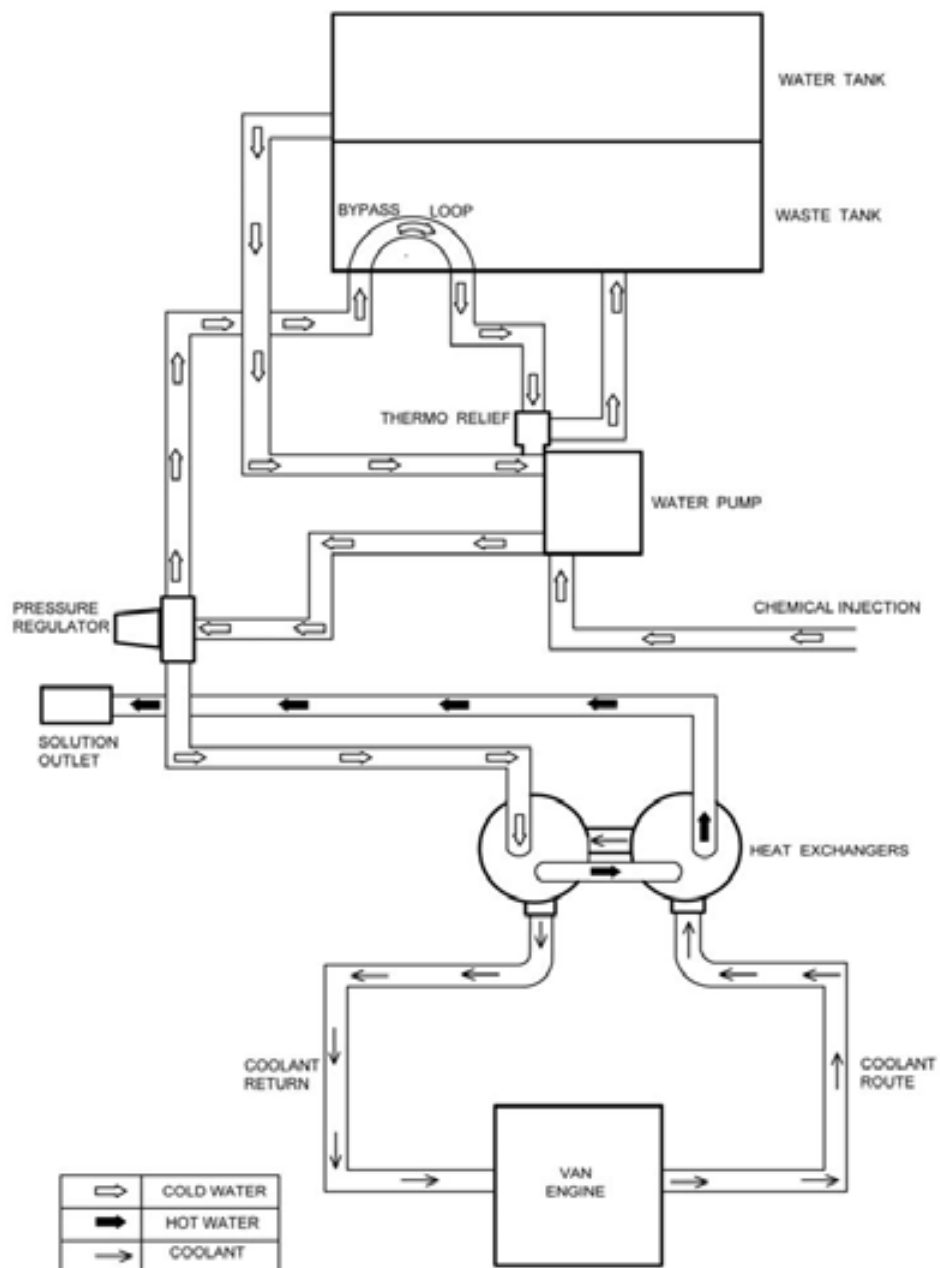 WATER TANK
WASTE TANK
BYPASS LOOP
THERMO RELIEF
WATER PUMP
CHEMICAL INJECTION
PRESSURE
REGULATOR
SOLUTION
OUTLET
HEAT EXCHANGERS
COOLANT
RETURN
COOLANT
ROUTE
VAN
ENGINE
COLD WATER
HOT WATER
COOLANT